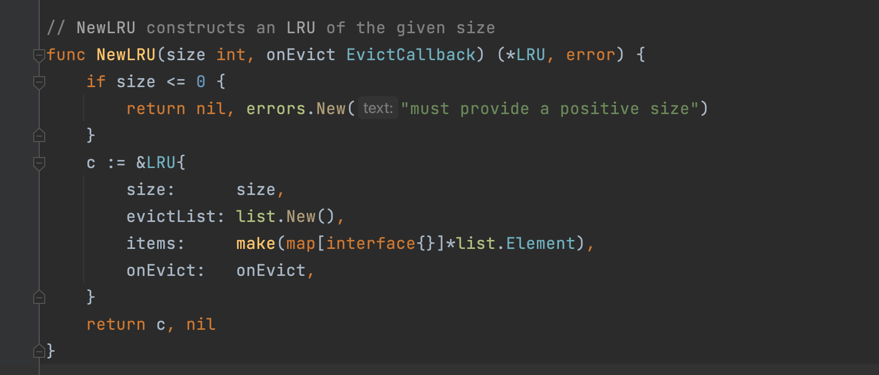 // NewLRU constructs an LRU of the given size
func NewLRU(size int, onEvict EvictCallback) (*LRU, error) {
    if size <= 0 {
        return nil, errors.New( text: "must provide a positive size")
    }
    c := &LRU{
        size:      size,
        evictList: list.New(),
        items:     make(map[interface{}]*list.Element),
        onEvict:   onEvict,
    }
    return c, nil
}